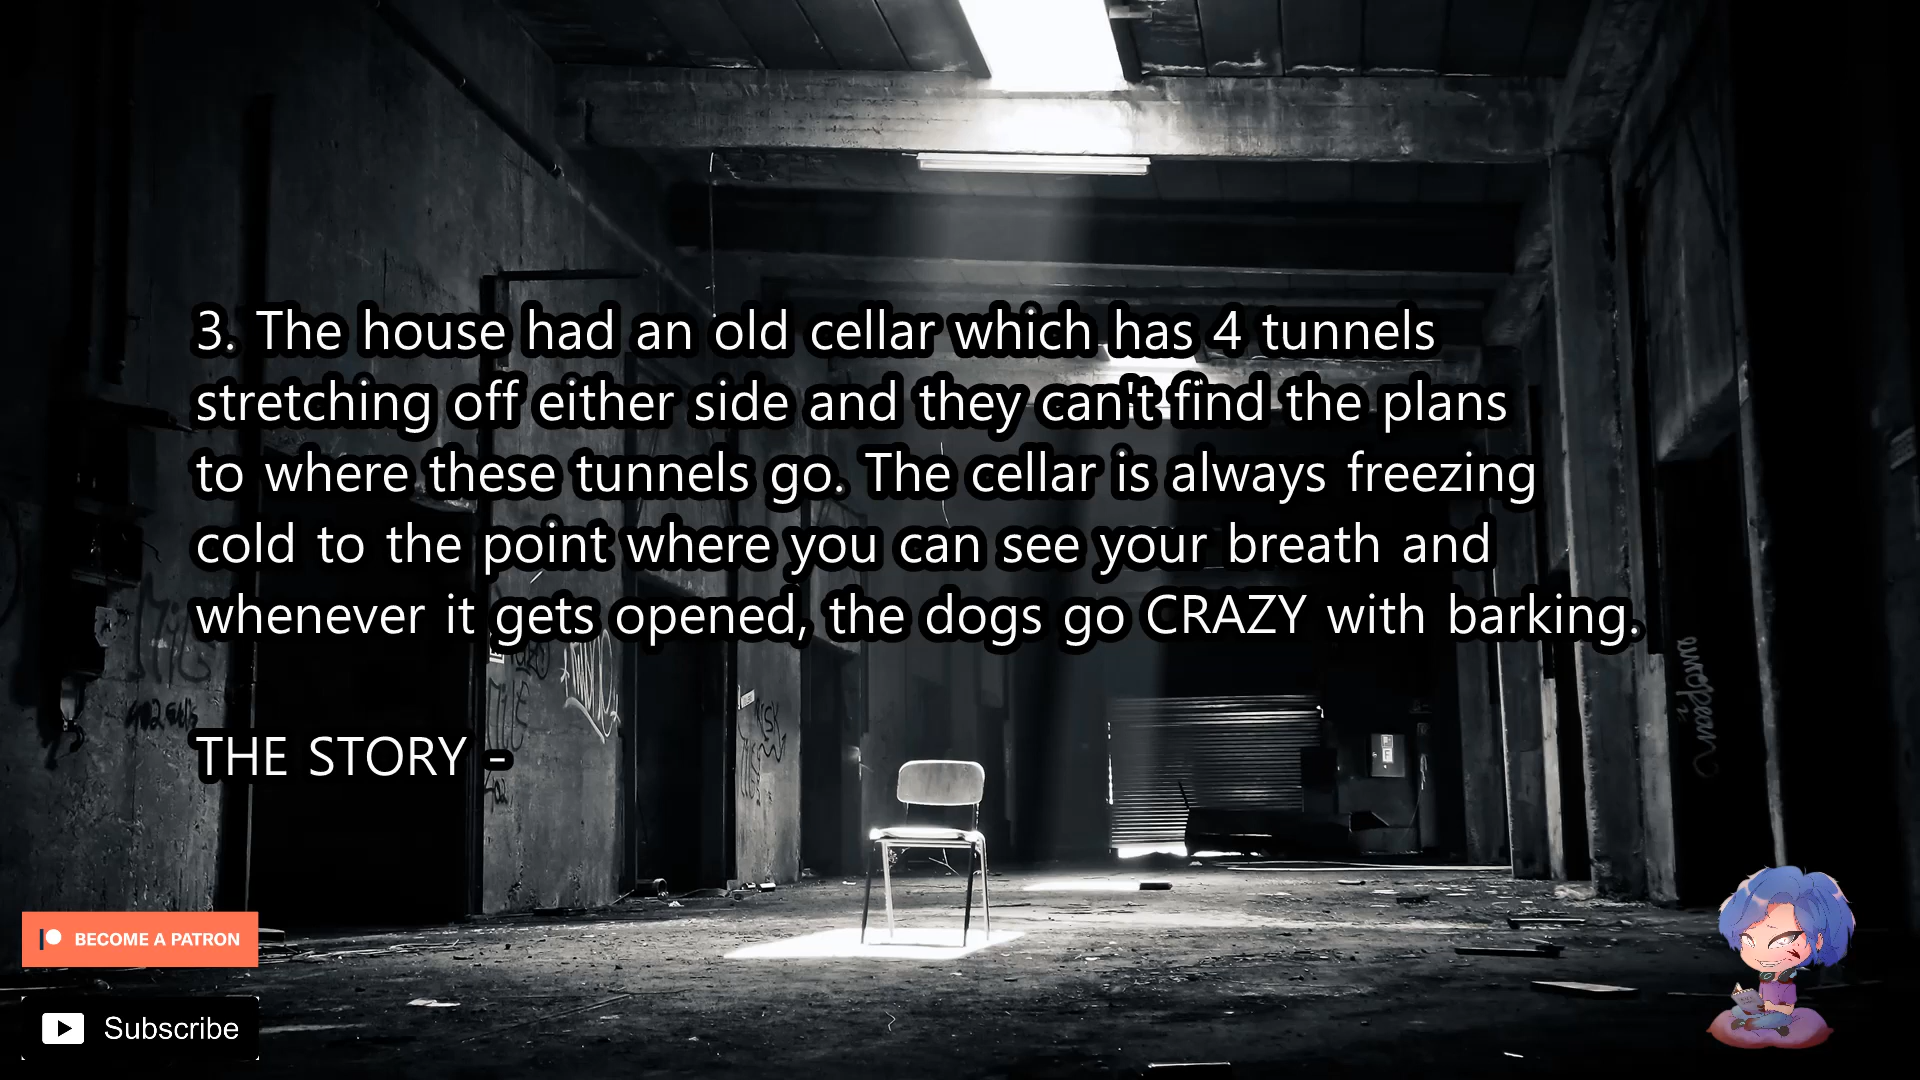 3. The house had an old cellar which has 4 tunnels
stretching off either side and they can't find the plans
to where these tunnels go. The cellar is always freezing
cold to the point where you can see your breath and
whenever it gets opened, the dogs go CRAZY with barking.
THE STORY -
BECOME A PATRON
Subscribe